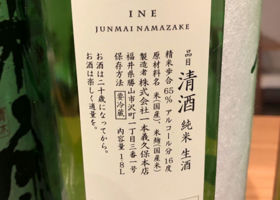 INE
JUNMAI NAMAZAKE
品目 清酒 純米 生酒
精米歩合 65% アルコール分 16度
原材料名 米(国産)、米麹(国産米)
製造者 株式会社一本義久保本店
福井県勝山市沢町一丁目三番一号
保存方法 要冷蔵 内容量 1.8L
お酒は二十歳になってから。
お酒は楽しく適量を。